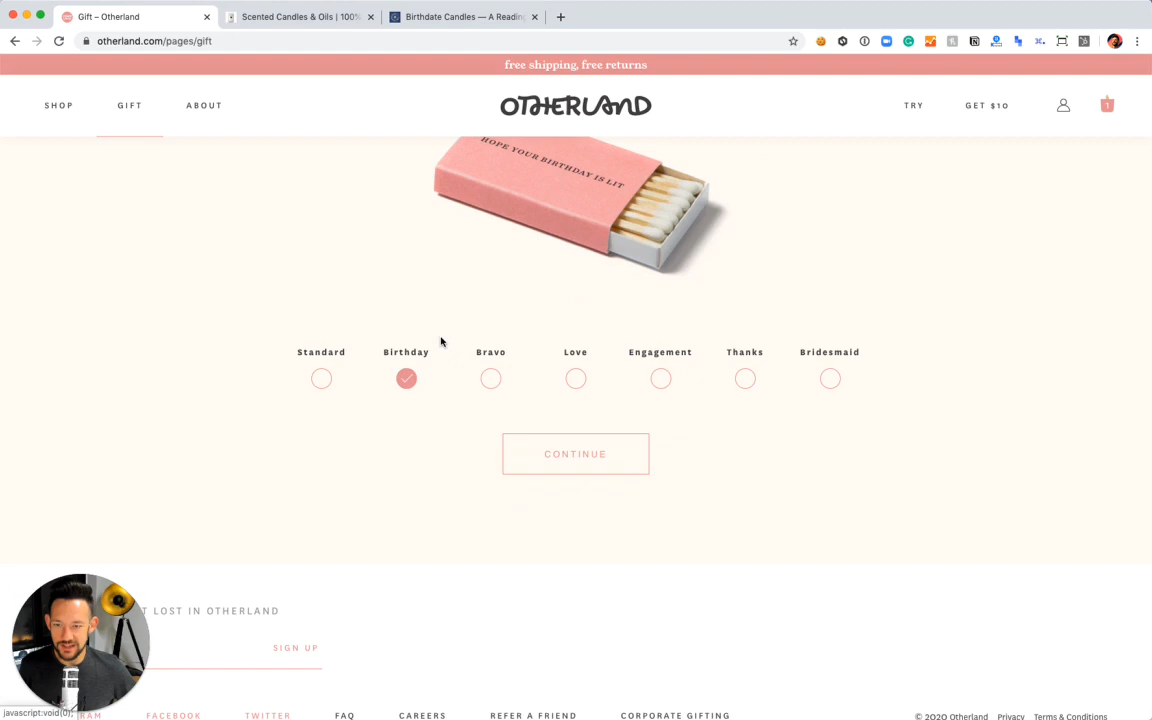 Gift – Otherland
Scented Candles & Oils | 100%
Birthdate Candles — A Reading
otherland.com/pages/gift
free shipping, free returns
SHOP GIFT ABOUT OTHERLAND TRY GET $10 1
HOPE YOUR BIRTHDAY IS LIT
Standard Birthday Bravo Love Engagement Thanks Bridesmaid
CONTINUE
T LOST IN OTHERLAND
SIGN UP
javascript:void(0);
RAM FACEBOOK TWITTER FAQ CAREERS REFER A FRIEND CORPORATE GIFTING © 2020 Otherland Privacy Terms & Conditions